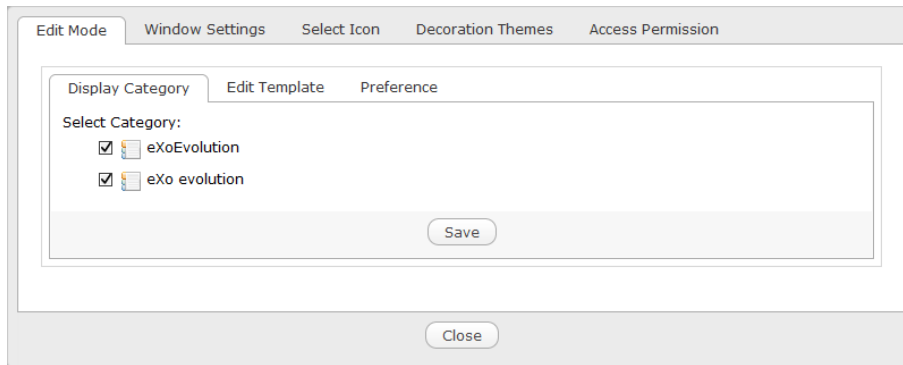 Edit Mode Window Settings Select Icon Decoration Themes Access Permission
Display Category Edit Template Preference
Select Category:
eXoEvolution
eXo evolution
Save
Close